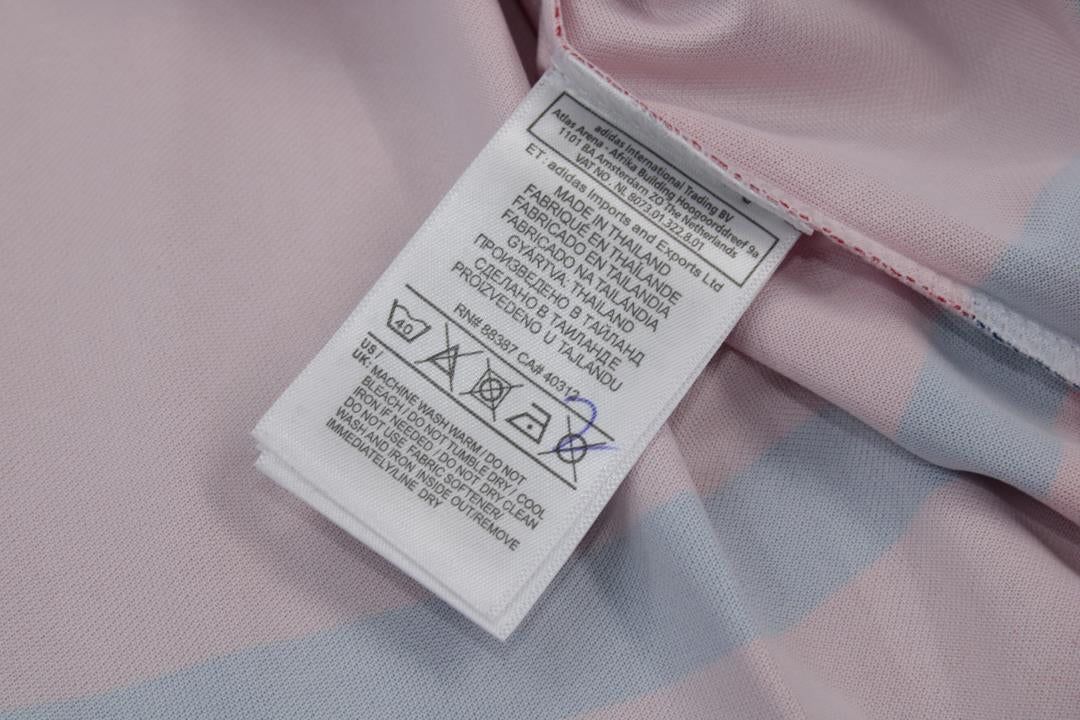 adidas International Trading BV
Atlas Arena - Afrika Building Hoogoorddreef 9a
1101 BA Amsterdam ZO The Netherlands
VAT NO. NL 8073.01.322.B.01
ET: adidas Imports and Exports Ltd
MADE IN THAILAND
FABRIQUÉ EN THAÏLANDE
FABRICADO EN TAILANDIA
FABRICADO NA TAILANDIA
GYÁRTVA: THAILAND
ПРОИЗВЕДЕНО В ТАЙЛАНД
СДЕЛАНО В ТАИЛАНДЕ
PROIZVEDENO U TAJLANDU
RN# 88387 CA# 40312
40
2
US /
UK: MACHINE WASH WARM / DO NOT
BLEACH / DO NOT TUMBLE DRY / COOL
IRON IF NEEDED / DO NOT DRY CLEAN
DO NOT USE FABRIC SOFTENER/
WASH AND IRON INSIDE OUT/REMOVE
IMMEDIATELY/LINE DRY